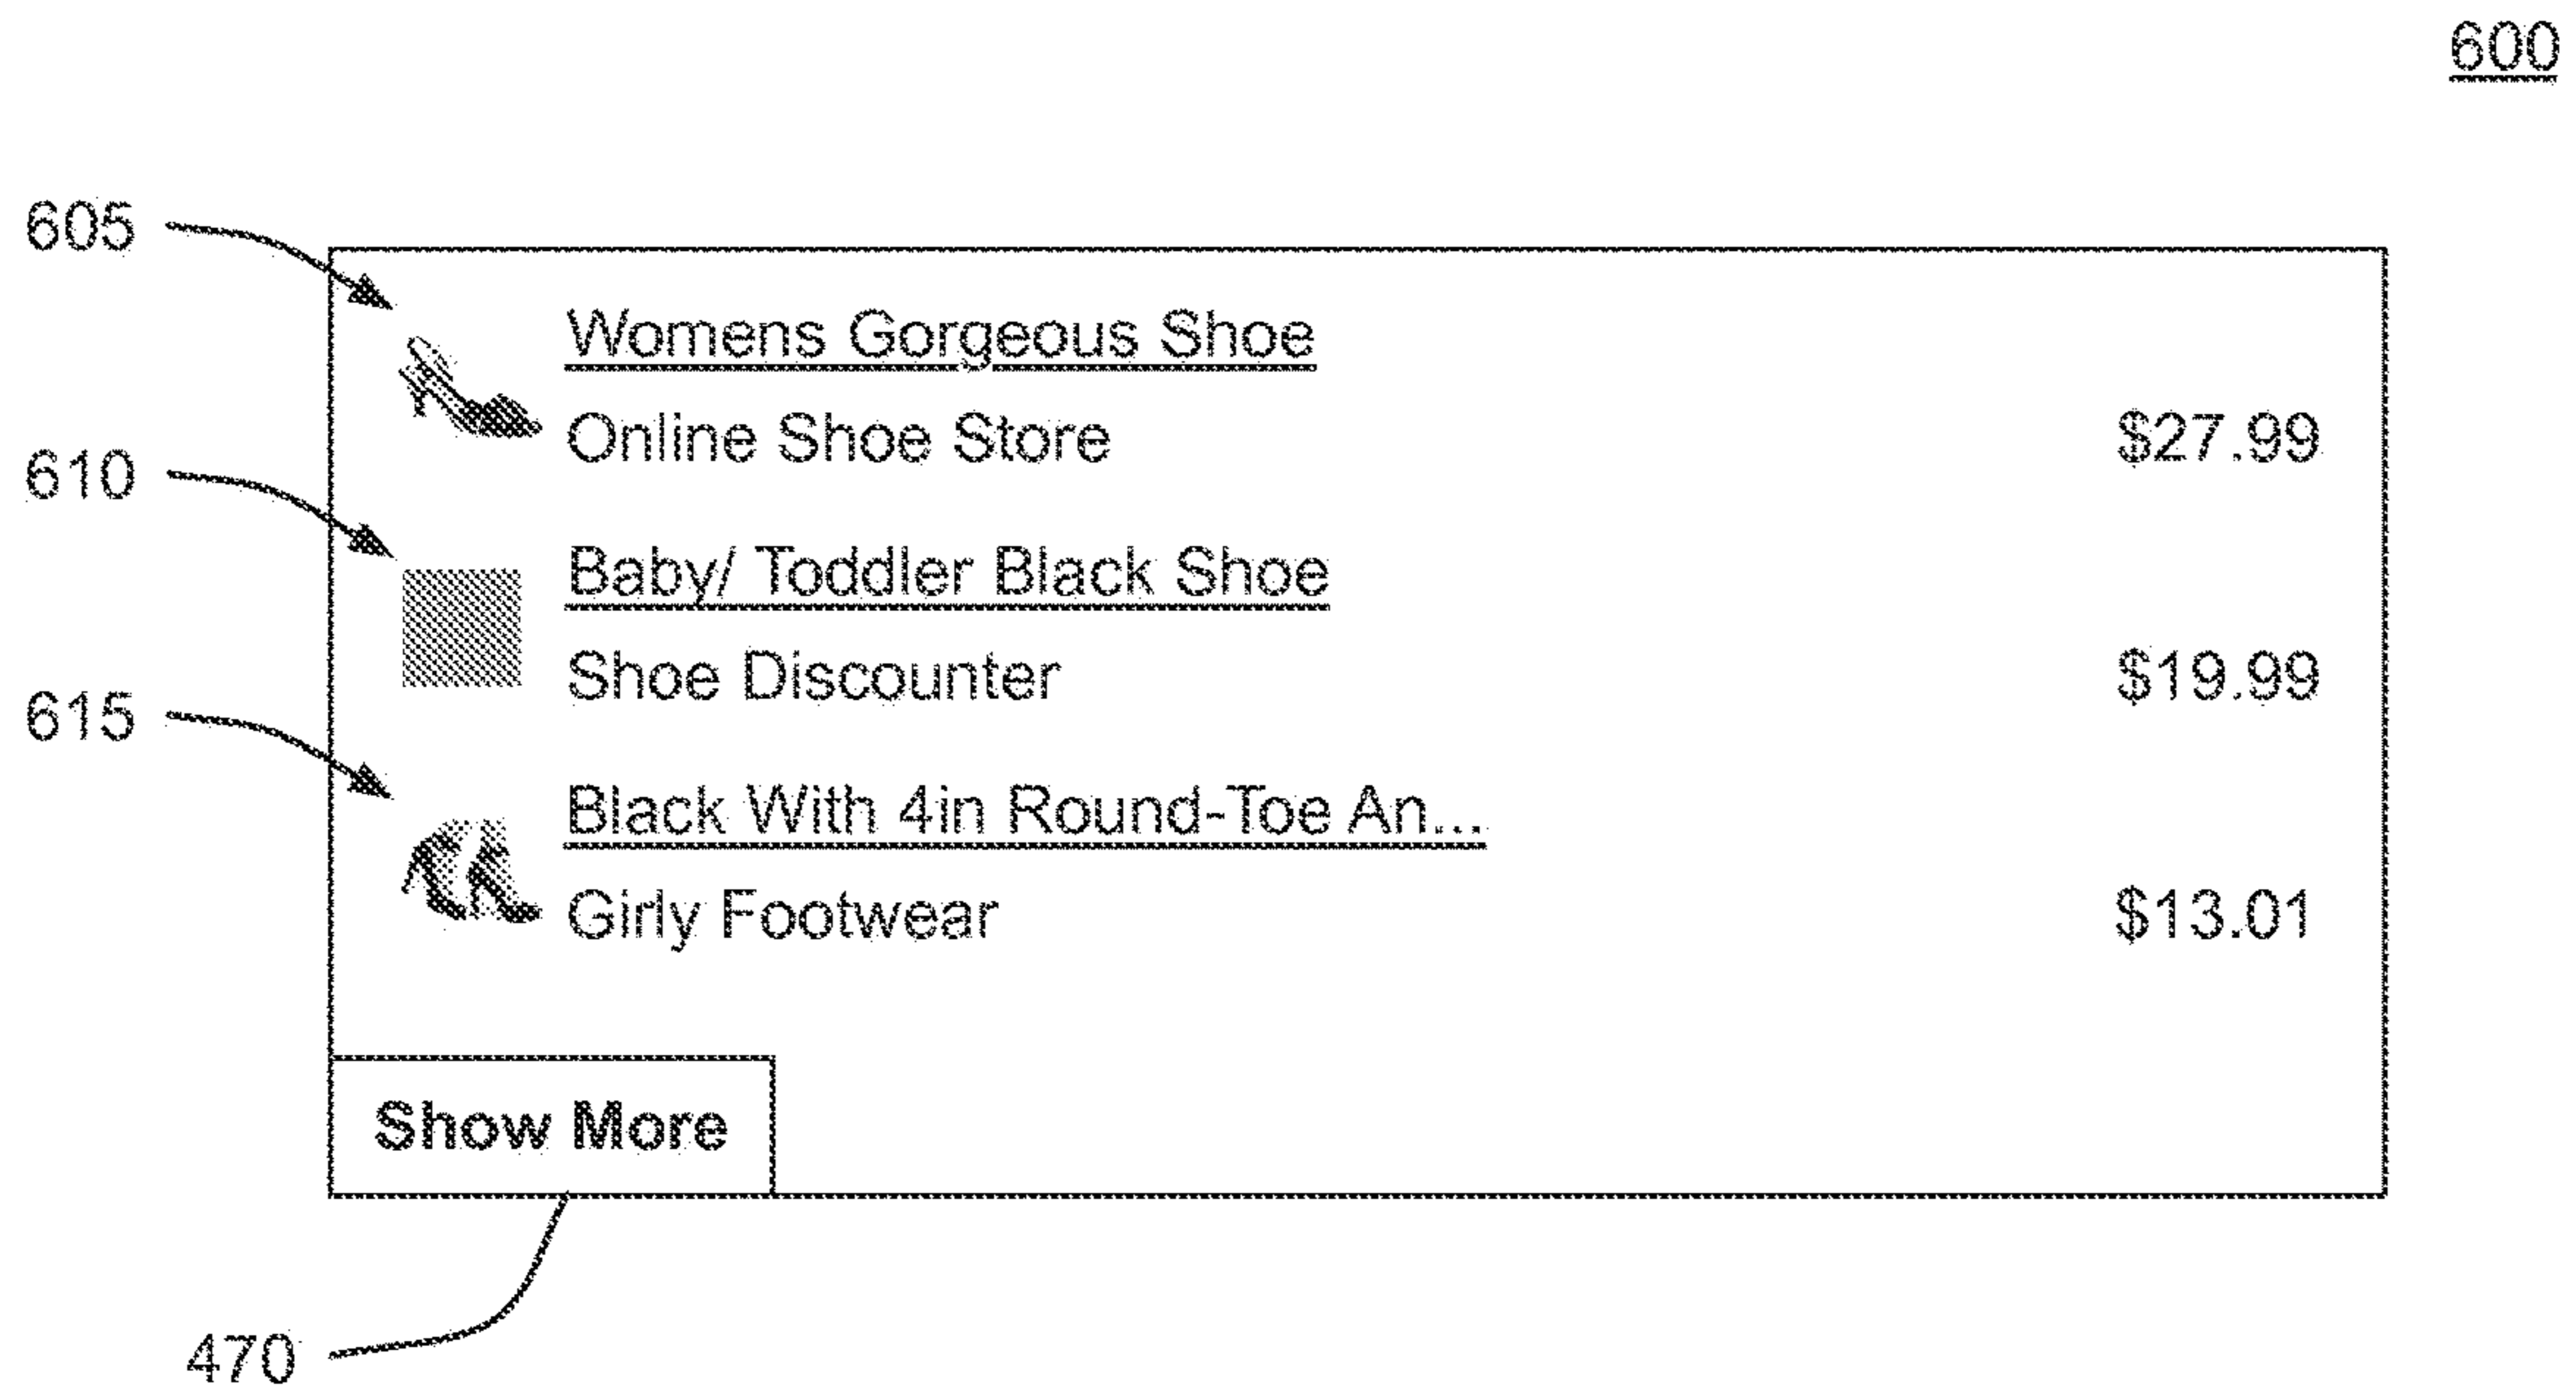 600
605
Womens Gorgeous Shoe
Online Shoe Store $27.99
610
Baby/ Toddler Black Shoe
Shoe Discounter $19.99
615
Black With 4in Round-Toe An...
Girly Footwear $13.01
Show More
470